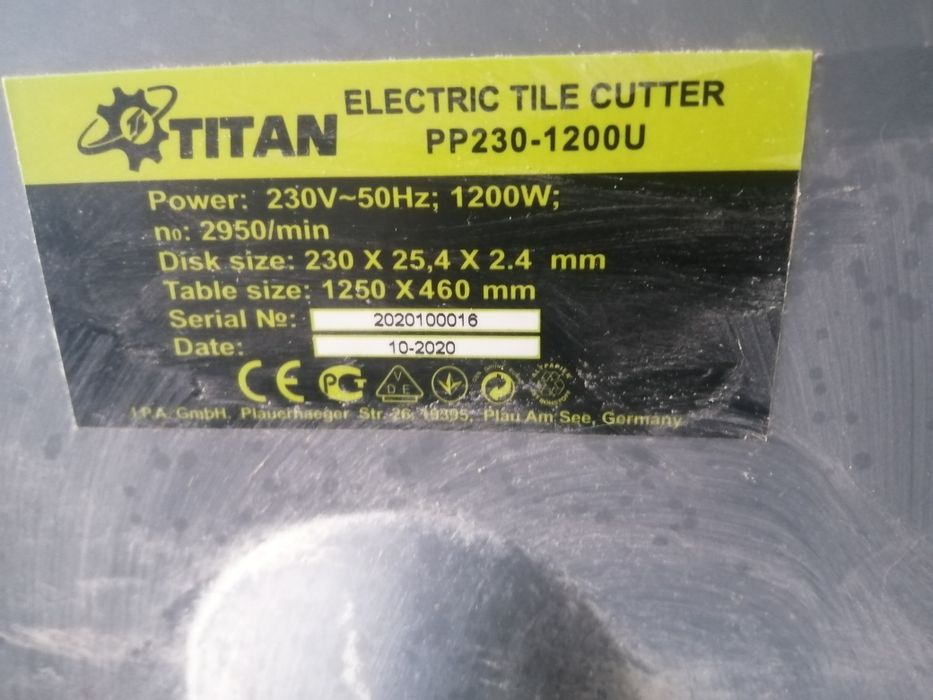 TITAN
ELECTRIC TILE CUTTER
PP230-1200U
Power: 230V~50Hz; 1200W;
n₀: 2950/min
Disk size: 230 X 25,4 X 2.4 mm
Table size: 1250 X 460 mm
Serial №: 2020100016
Date: 10-2020
CE
I.P.A. GmbH, Plauerhaeger Str. 26, 19395, Plau Am See, Germany